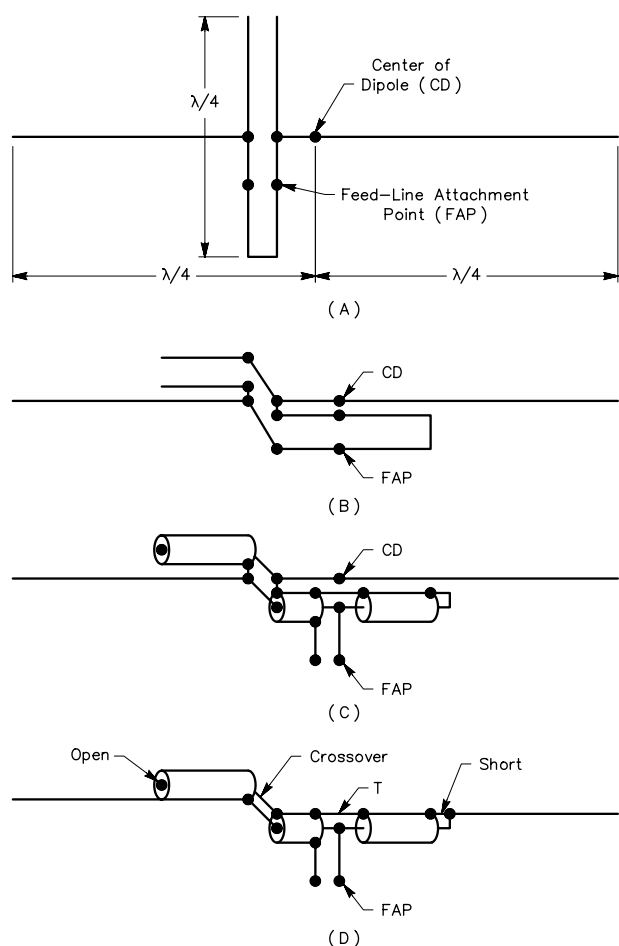 Center of
Dipole (CD)
λ/4
Feed-Line Attachment
Point (FAP)
λ/4
λ/4
(A)
CD
FAP
(B)
CD
FAP
(C)
Open
Crossover
Short
T
FAP
(D)